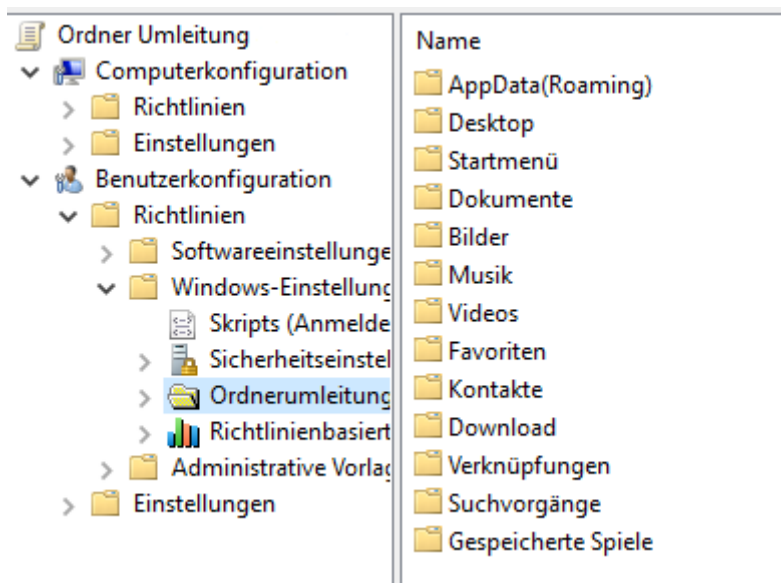 Ordner Umleitung
Computerkonfiguration
Richtlinien
Einstellungen
Benutzerkonfiguration
Richtlinien
Softwareeinstellunge
Windows-Einstellung
Skripts (Anmelde
Sicherheitseinstel
Ordnerumleitung
Richtlinienbasiert
Administrative Vorlag
Einstellungen
Name
AppData(Roaming)
Desktop
Startmenü
Dokumente
Bilder
Musik
Videos
Favoriten
Kontakte
Download
Verknüpfungen
Suchvorgänge
Gespeicherte Spiele